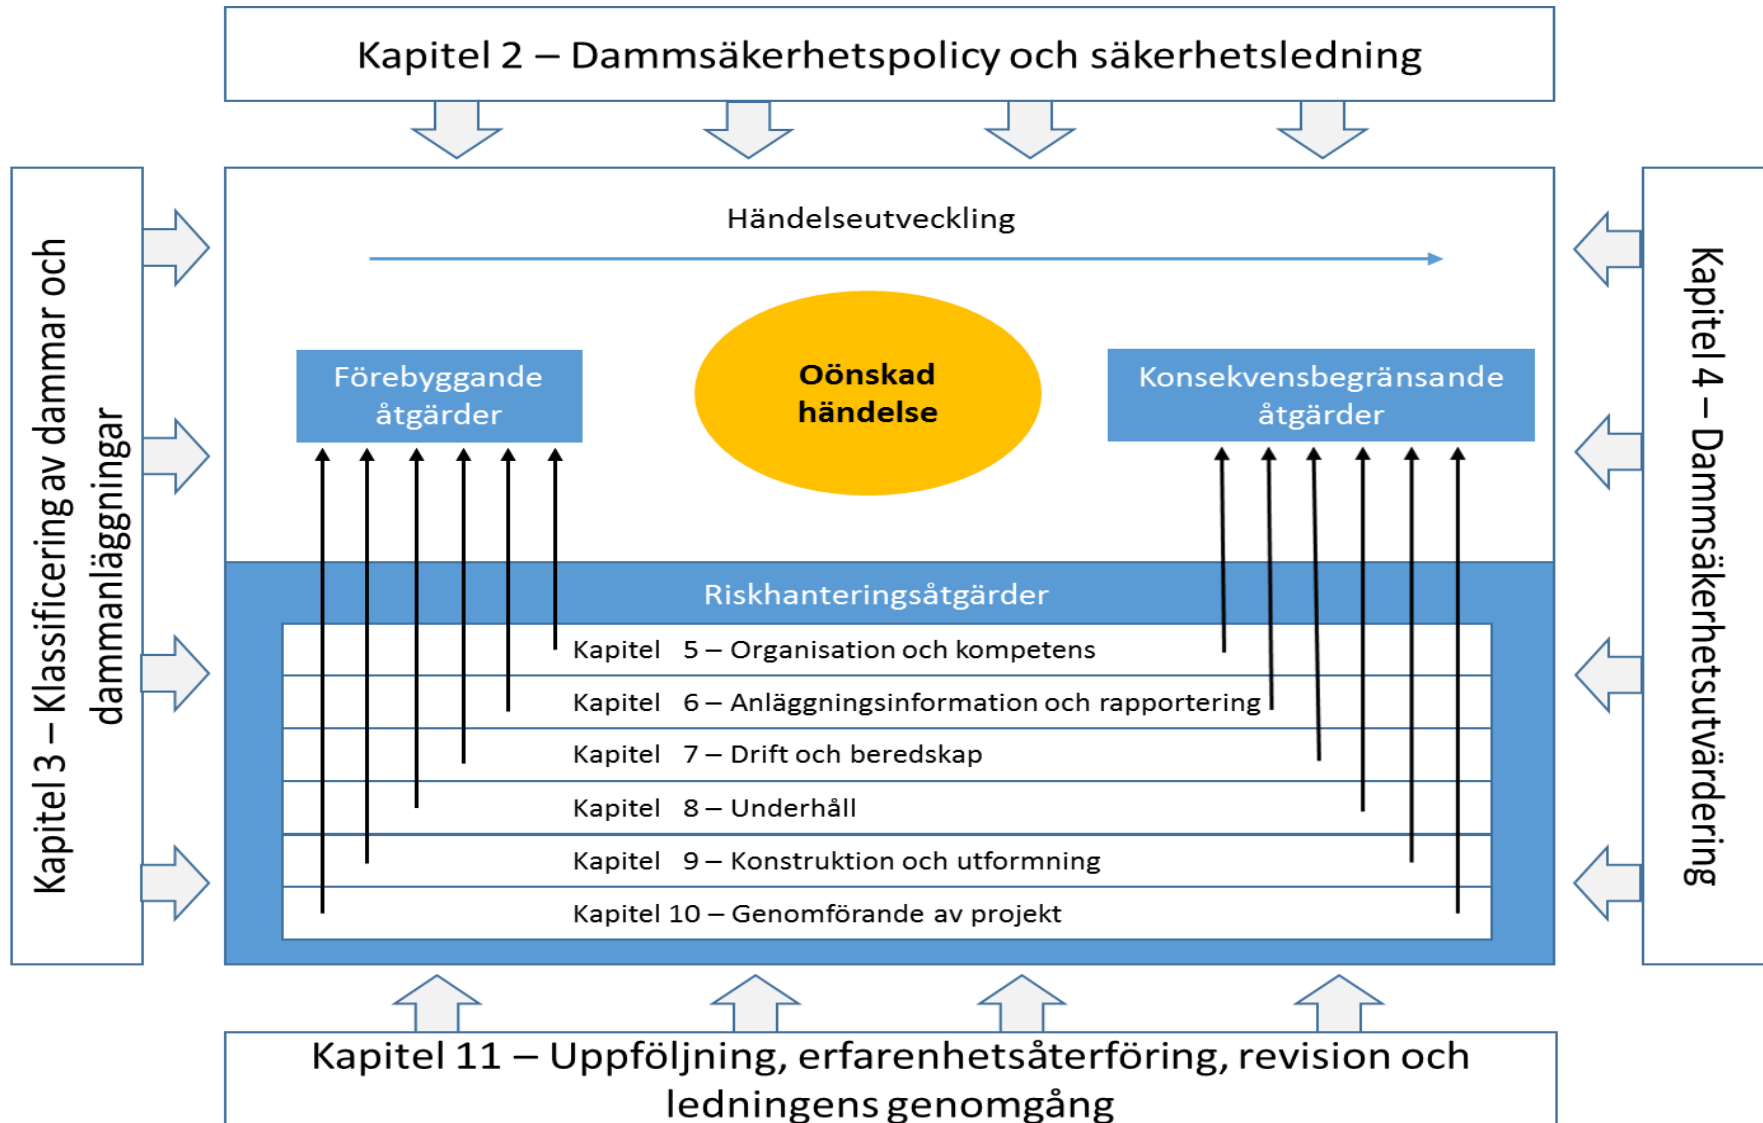 Kapitel 2 – Dammsäkerhetspolicy och säkerhetsledning
Kapitel 3 – Klassificering av dammar och
dammanläggningar
Händelseutveckling
Förebyggande
åtgärder
Oönskad
händelse
Konsekvensbegränsande
åtgärder
Riskhanteringsåtgärder
Kapitel 5 – Organisation och kompetens
Kapitel 6 – Anläggningsinformation och rapportering
Kapitel 7 – Drift och beredskap
Kapitel 8 – Underhåll
Kapitel 9 – Konstruktion och utformning
Kapitel 10 – Genomförande av projekt
Kapitel 4 – Dammsäkerhetsutvärdering
Kapitel 11 – Uppföljning, erfarenhetsåterföring, revision och
ledningens genomgång